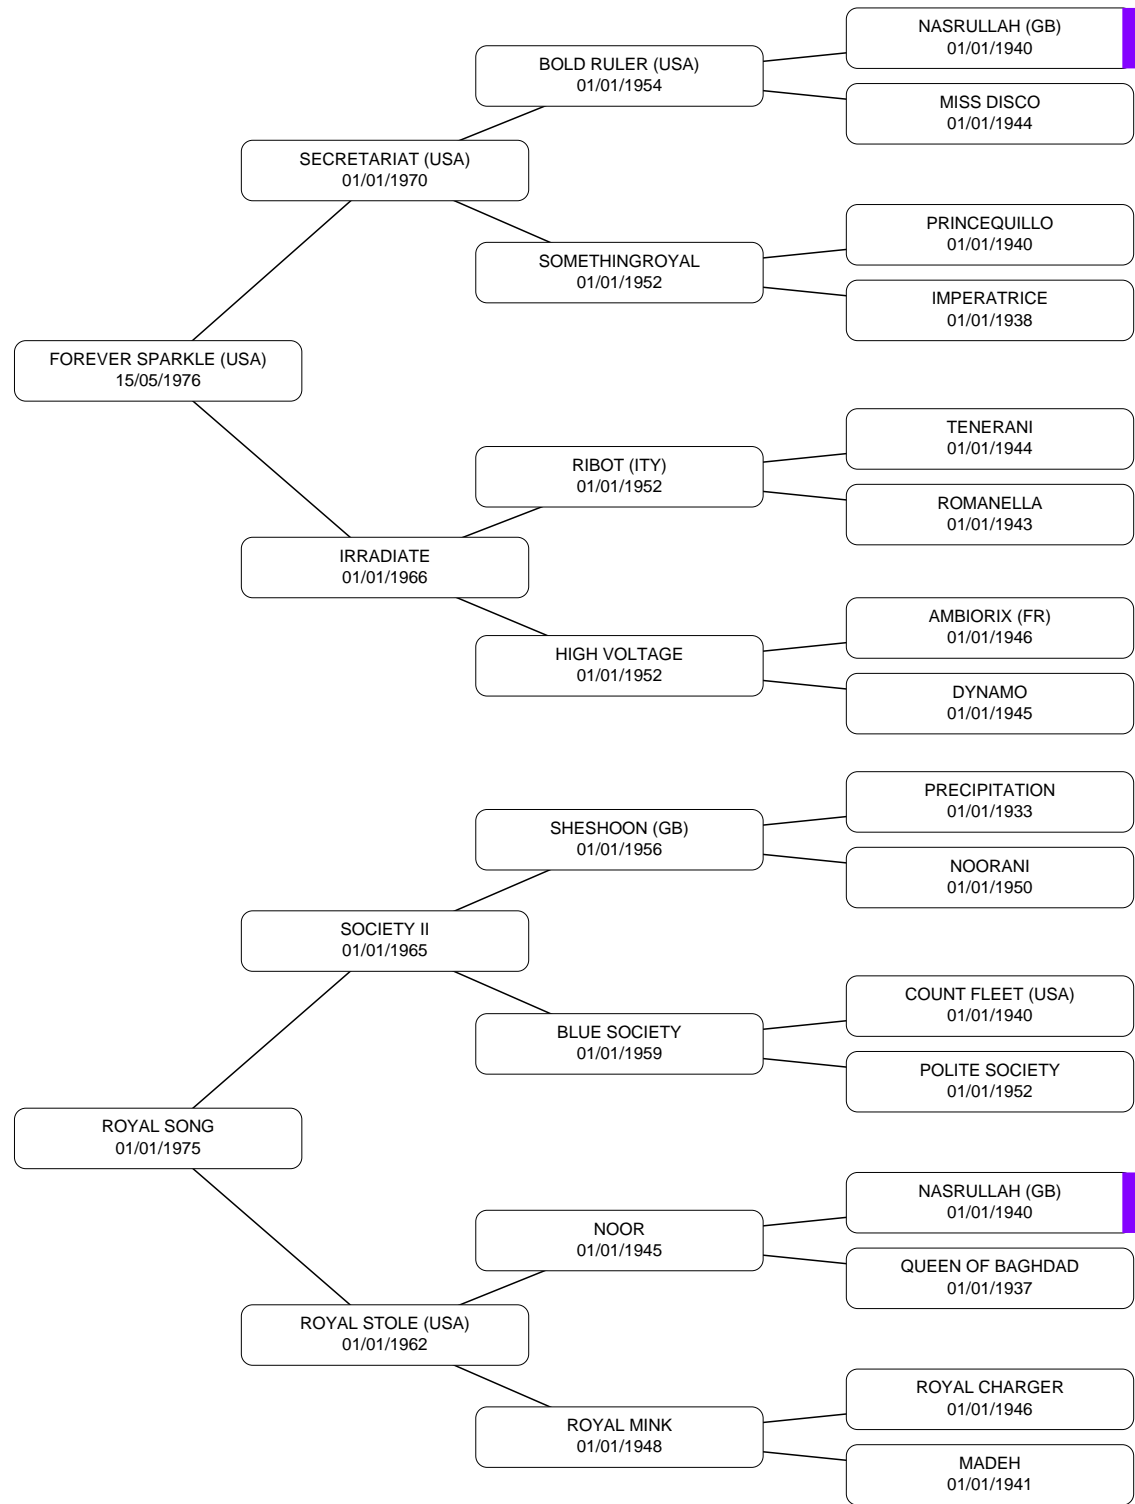 NASRULLAH (GB)
01/01/1940
BOLD RULER (USA)
01/01/1954
MISS DISCO
01/01/1944
SECRETARIAT (USA)
01/01/1970
PRINCEQUILLO
01/01/1940
SOMETHINGROYAL
01/01/1952
IMPERATRICE
01/01/1938
FOREVER SPARKLE (USA)
15/05/1976
TENERANI
01/01/1944
RIBOT (ITY)
01/01/1952
ROMANELLA
01/01/1943
IRRADIATE
01/01/1966
AMBIORIX (FR)
01/01/1946
HIGH VOLTAGE
01/01/1952
DYNAMO
01/01/1945
PRECIPITATION
01/01/1933
SHESHOON (GB)
01/01/1956
NOORANI
01/01/1950
SOCIETY II
01/01/1965
COUNT FLEET (USA)
01/01/1940
BLUE SOCIETY
01/01/1959
POLITE SOCIETY
01/01/1952
ROYAL SONG
01/01/1975
NASRULLAH (GB)
01/01/1940
NOOR
01/01/1945
QUEEN OF BAGHDAD
01/01/1937
ROYAL STOLE (USA)
01/01/1962
ROYAL CHARGER
01/01/1946
ROYAL MINK
01/01/1948
MADEH
01/01/1941